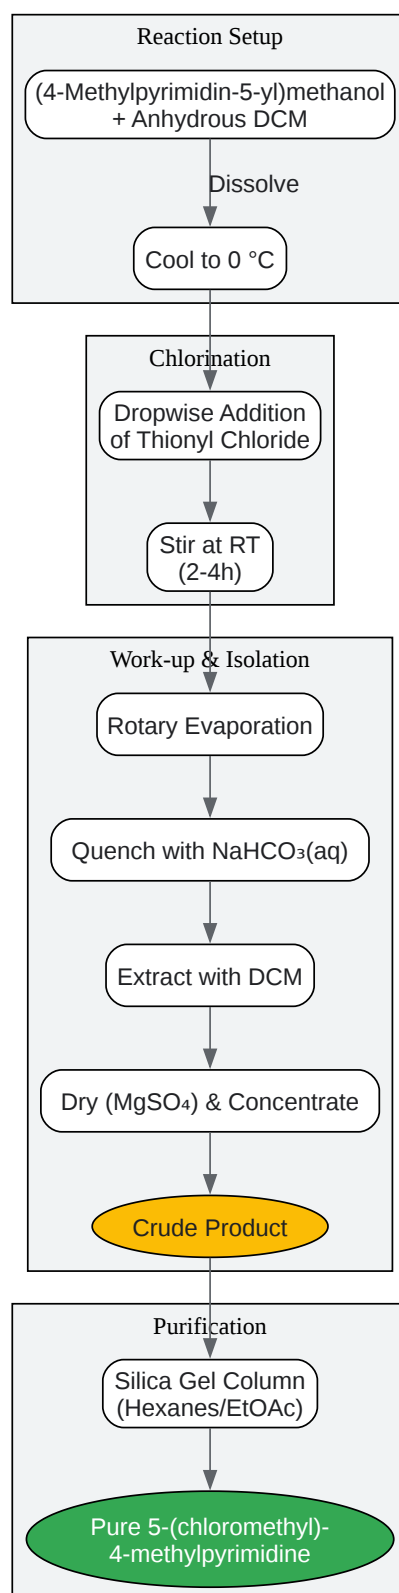 Reaction Setup
(4-Methylpyrimidin-5-yl)methanol
+ Anhydrous DCM
Dissolve
Cool to 0 °C
Chlorination
Dropwise Addition
of Thionyl Chloride
Stir at RT
(2-4h)
Work-up & Isolation
Rotary Evaporation
Quench with NaHCO₃(aq)
Extract with DCM
Dry (MgSO₄) & Concentrate
Crude Product
Purification
Silica Gel Column
(Hexanes/EtOAc)
Pure 5-(chloromethyl)-
4-methylpyrimidine